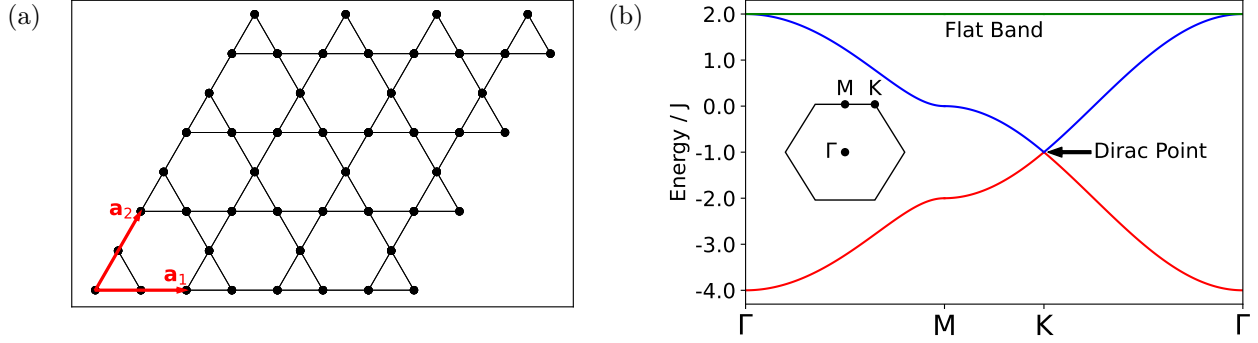 (a)
a₂
a₁
(b)
Energy / J
2.0
1.0
0.0
-1.0
-2.0
-3.0
-4.0
Flat Band
M K
Γ
Dirac Point
Γ M K Γ